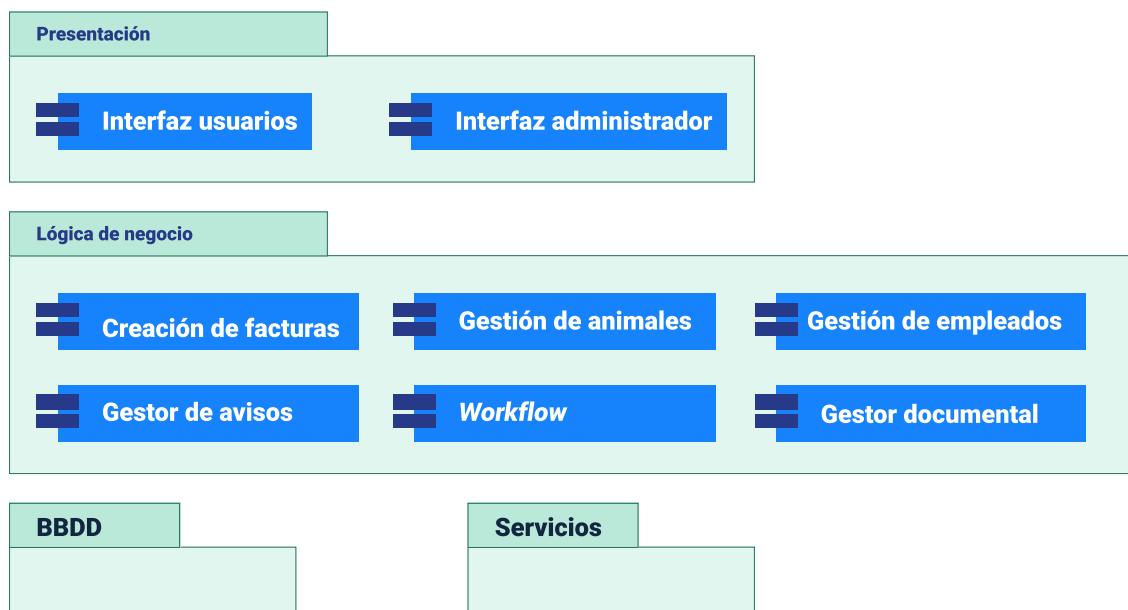 Presentación
Interfaz usuarios
Interfaz administrador
Lógica de negocio
Creación de facturas
Gestión de animales
Gestión de empleados
Gestor de avisos
Workflow
Gestor documental
BBDD
Servicios